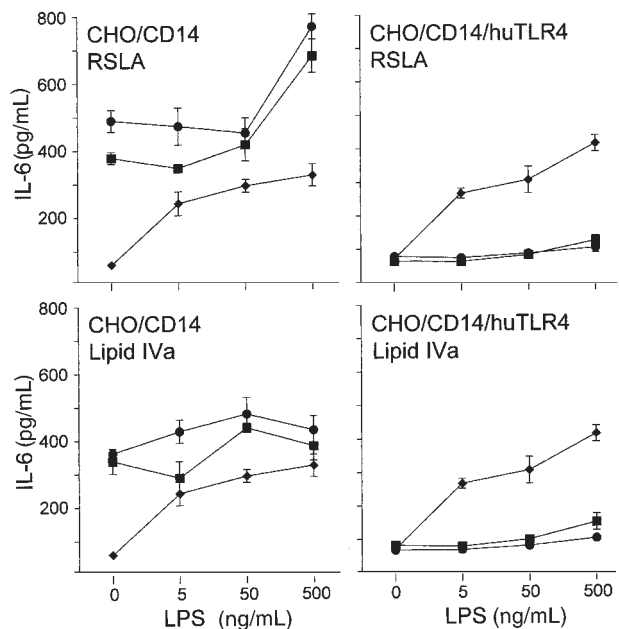 800
600
400
200
IL-6 (pg/mL)
CHO/CD14
RSLA
CHO/CD14/huTLR4
RSLA
800
600
400
200
IL-6 (pg/mL)
CHO/CD14
Lipid IVa
CHO/CD14/huTLR4
Lipid IVa
0 5 50 500
LPS (ng/mL)
0 5 50 500
LPS (ng/mL)